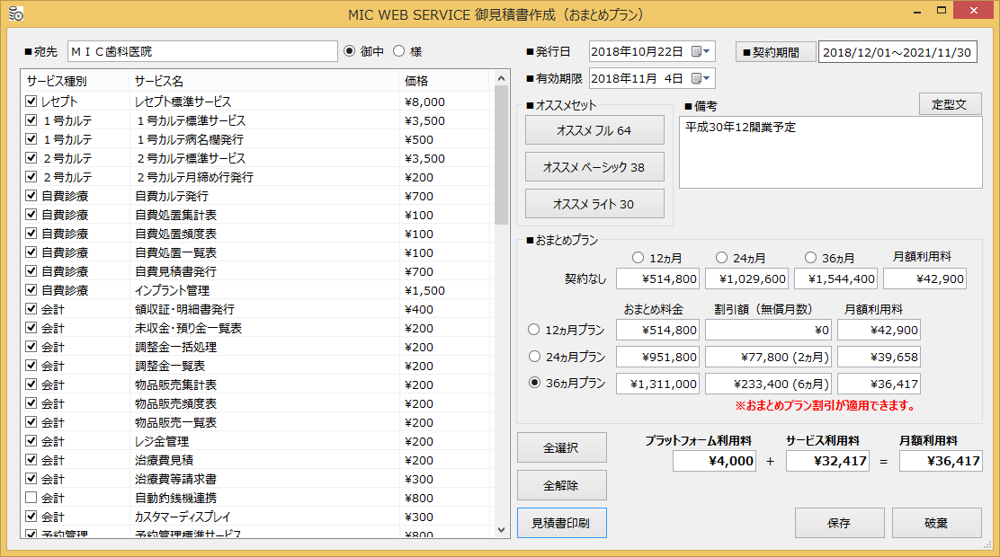 MIC WEB SERVICE 御見積書作成（おまとめプラン）
■宛先 ＭＩＣ歯科医院 御中 様
サービス種別 サービス名 価格
レセプト レセプト標準サービス ¥8,000
１号カルテ １号カルテ標準サービス ¥3,500
１号カルテ １号カルテ病名欄発行 ¥500
２号カルテ ２号カルテ標準サービス ¥3,500
２号カルテ ２号カルテ月締め行発行 ¥200
自費診療 自費カルテ発行 ¥700
自費診療 自費処置集計表 ¥100
自費診療 自費処置頻度表 ¥100
自費診療 自費処置一覧表 ¥100
自費診療 自費見積書発行 ¥700
自費診療 インプラント管理 ¥1,500
会計 領収証・明細書発行 ¥400
会計 未収金・預り金一覧表 ¥200
会計 調整金一括処理 ¥200
会計 調整金一覧表 ¥200
会計 物品販売集計表 ¥200
会計 物品販売頻度表 ¥200
会計 物品販売一覧表 ¥200
会計 レジ金管理 ¥200
会計 治療費見積 ¥200
会計 治療費等請求書 ¥300
会計 自動釣銭機連携 ¥800
会計 カスタマーディスプレイ ¥300
予約管理 予約管理標準サービス ¥800
■発行日 2018年10月22日 ■契約期間 2018/12/01～2021/11/30
■有効期限 2018年11月 4日
■オススメセット
オススメ フル 64
オススメ ベーシック 38
オススメ ライト 30
■備考 定型文
平成30年12開業予定
■おまとめプラン
12ヵ月 24ヵ月 36ヵ月 月額利用料
契約なし ¥514,800 ¥1,029,600 ¥1,544,400 ¥42,900
おまとめ料金 割引額（無償月数） 月額利用料
12ヵ月プラン ¥514,800 ¥0 ¥42,900
24ヵ月プラン ¥951,800 ¥77,800 (2ヵ月) ¥39,658
36ヵ月プラン ¥1,311,000 ¥233,400 (6ヵ月) ¥36,417
※おまとめプラン割引が適用できます。
全選択
全解除
見積書印刷
プラットフォーム利用料 サービス利用料 月額利用料
¥4,000 + ¥32,417 = ¥36,417
保存 破棄